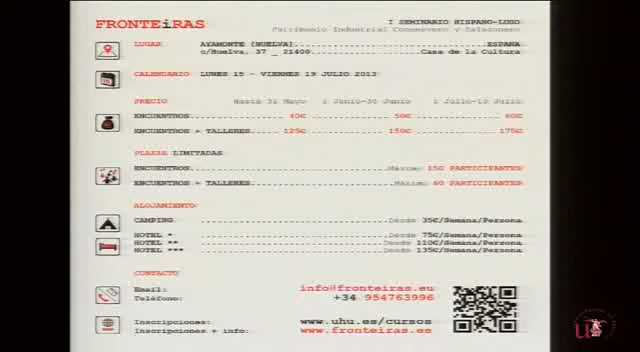 FRONTEiRAS
I SEMINARIO HISPANO-LUSO
Patrimonio Industrial Conservero y Salazonero
LUGAR AYAMONTE (HUELVA) ESPAÑA
c/Huelva, 37 _ 21400 Casa de la Cultura
CALENDARIO LUNES 15 - VIERNES 19 JULIO 2013
PRECIO Hasta 31 Mayo 1 Junio-30 Junio 1 Julio-10 Julio
ENCUENTROS 40€ 50€ 60€
ENCUENTROS + TALLERES 125€ 150€ 175€
PLAZAS LIMITADAS
ENCUENTROS Máximo 150 PARTICIPANTES
ENCUENTROS + TALLERES Máximo 60 PARTICIPANTES
ALOJAMIENTO
CAMPING Desde 35€/Semana/Persona
HOTEL * Desde 75€/Semana/Persona
HOTEL ** Desde 110€/Semana/Persona
HOTEL *** Desde 135€/Semana/Persona
CONTACTO
Email: info@fronteiras.eu
Teléfono: +34 954763996
Inscripciones: www.uhu.es/cursos
Inscripciones + info: www.fronteiras.es